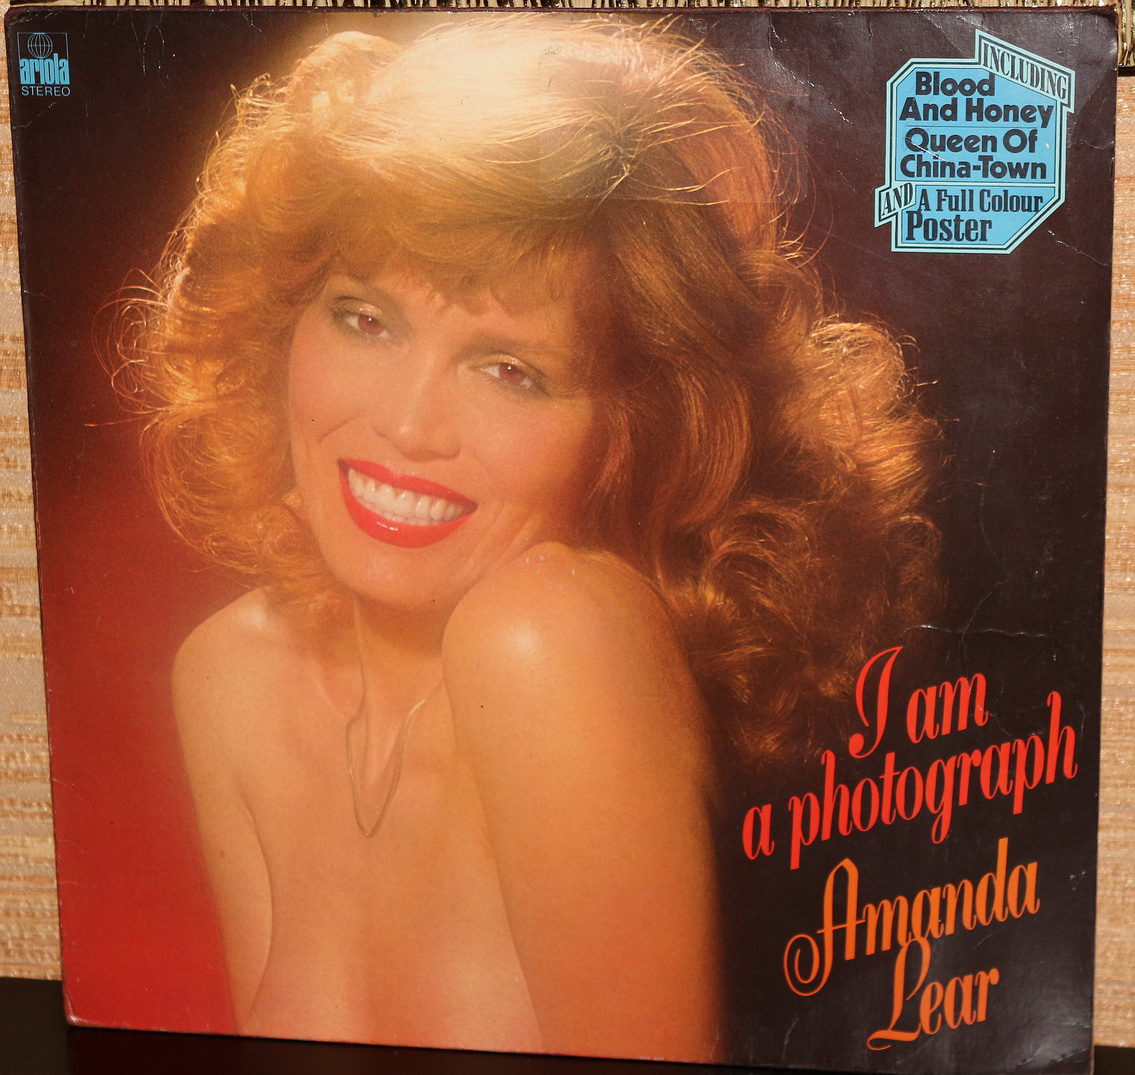 ariola
STEREO
INCLUDING
Blood
And Honey
Queen Of
China-Town
AND A Full Colour
Poster
I am
a photograph
Amanda
Lear